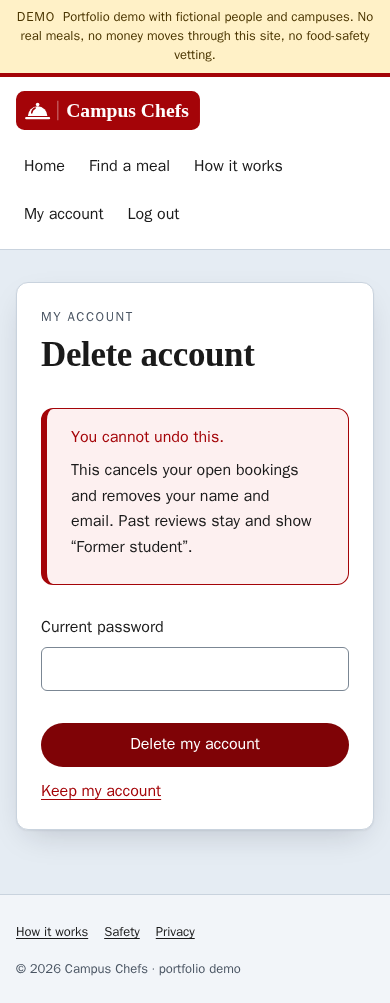 DEMO Portfolio demo with fictional people and campuses. No
real meals, no money moves through this site, no food-safety
vetting.
Campus Chefs
Home Find a meal How it works
My account Log out
MY ACCOUNT
Delete account
You cannot undo this.
This cancels your open bookings
and removes your name and
email. Past reviews stay and show
“Former student”.
Current password
Delete my account
Keep my account
How it works Safety Privacy
© 2026 Campus Chefs · portfolio demo